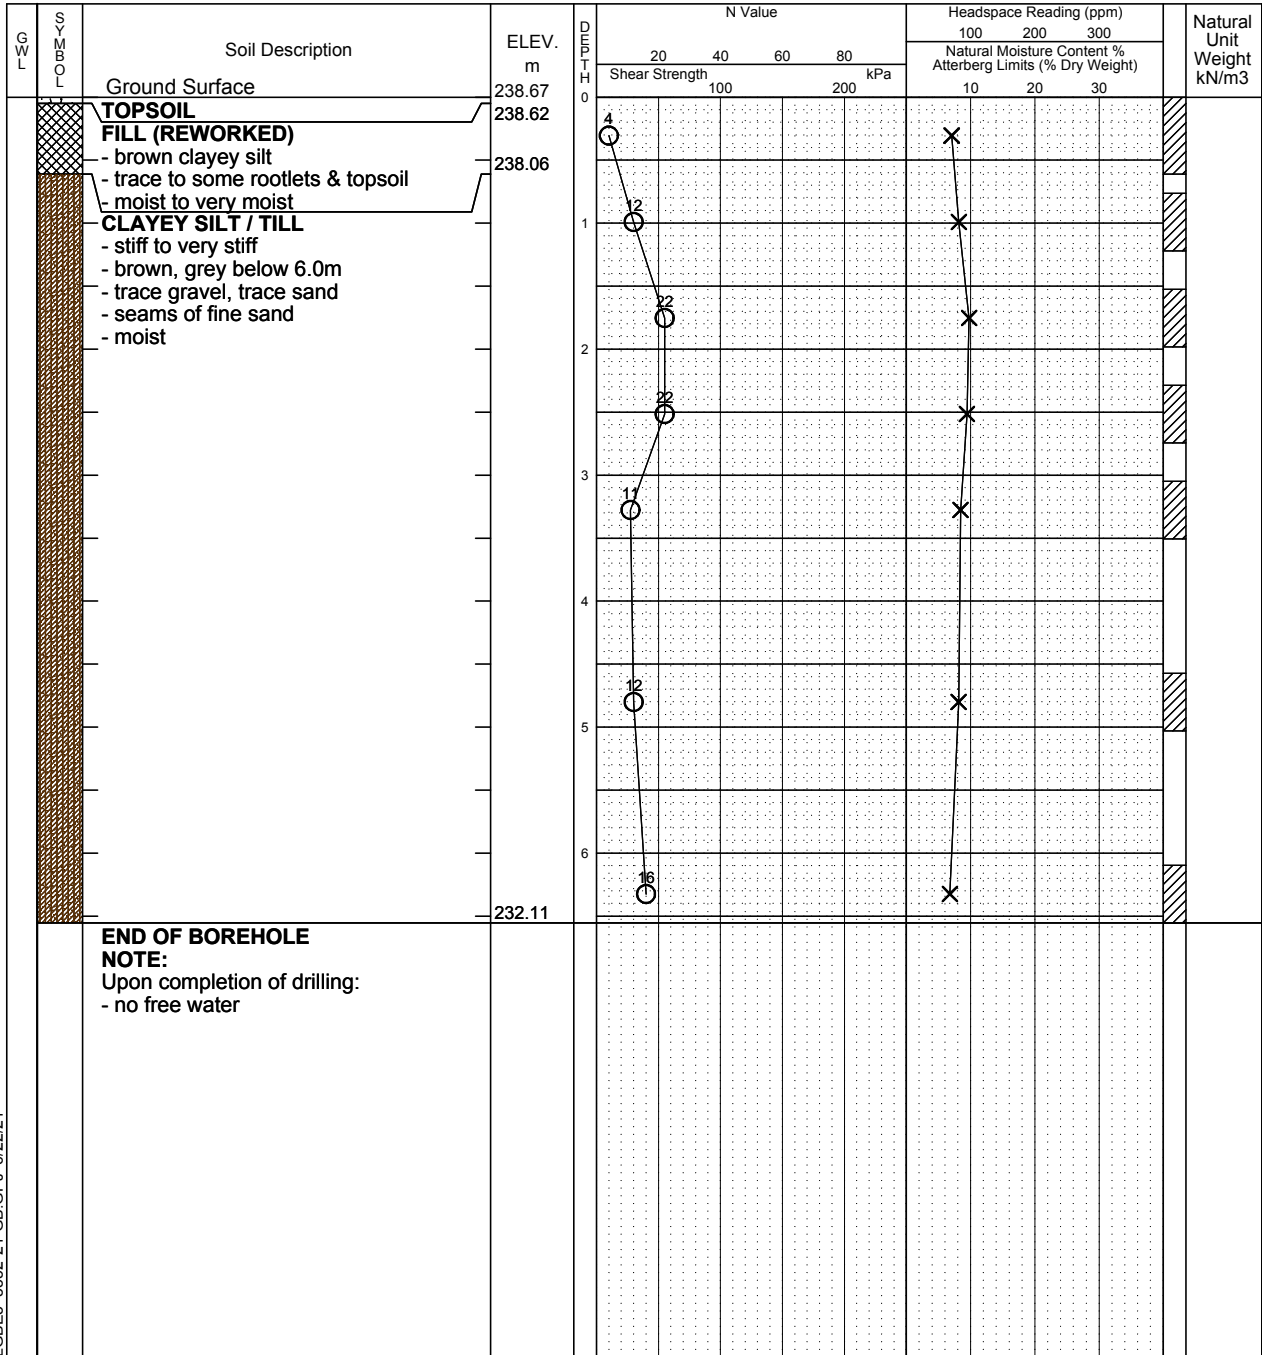 GWL
SYMBOL
Soil Description
Ground Surface
ELEV.
m
238.67
DEPTH
N Value
20 40 60 80
Shear Strength kPa
100 200
Headspace Reading (ppm)
100 200 300
Natural Moisture Content %
Atterberg Limits (% Dry Weight)
10 20 30
Natural
Unit
Weight
kN/m3
0
TOPSOIL
238.62
FILL (REWORKED)
- brown clayey silt
238.06
- trace to some rootlets & topsoil
- moist to very moist
CLAYEY SILT / TILL
- stiff to very stiff
- brown, grey below 6.0m
- trace gravel, trace sand
- seams of fine sand
- moist
4
12
1
22
2
22
3
11
4
12
5
6
16
232.11
END OF BOREHOLE
NOTE:
Upon completion of drilling:
- no free water